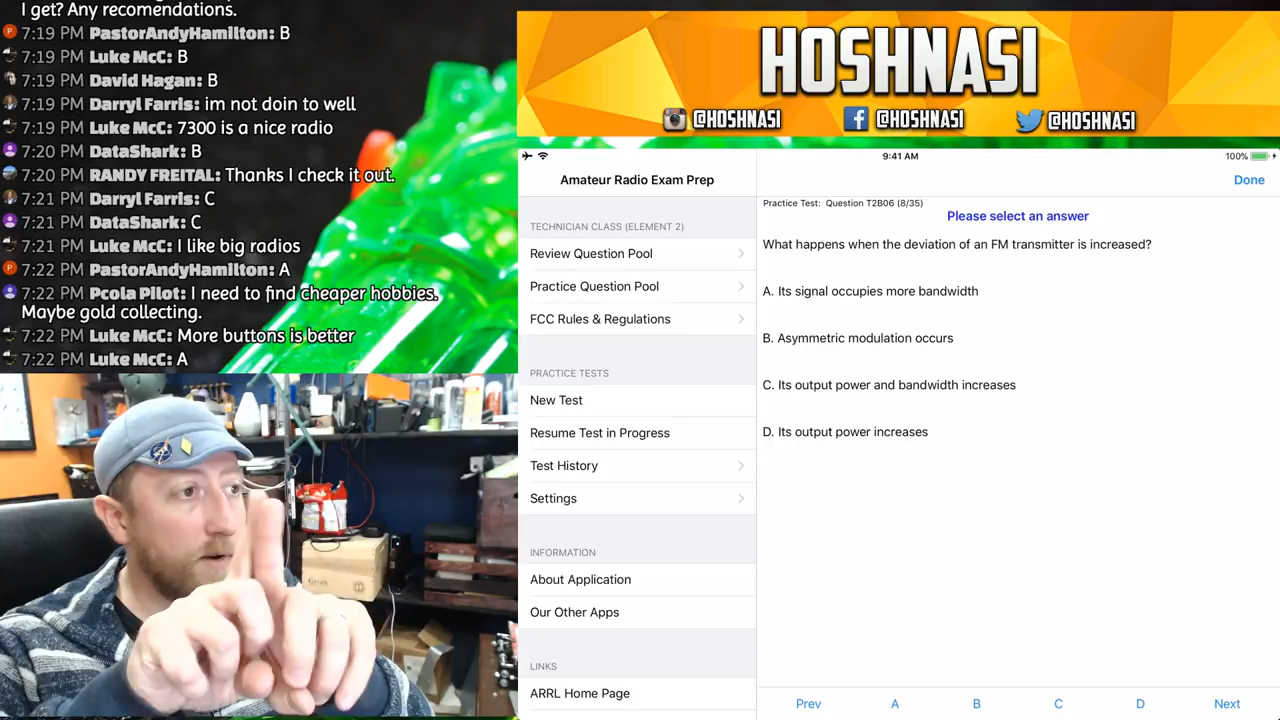 I get? Any recomendations.
7:19 PM PastorAndyHamilton: B
7:19 PM Luke McC: B
7:19 PM David Hagan: B
7:19 PM Darryl Farris: im not doin to well
7:19 PM Luke McC: 7300 is a nice radio
7:20 PM DataShark: B
7:20 PM RANDY FREITAL: Thanks I check it out.
7:21 PM Darryl Farris: C
7:21 PM DataShark: C
7:21 PM Luke McC: I like big radios
7:22 PM PastorAndyHamilton: A
7:22 PM Pcola Pilot: I need to find cheaper hobbies.
Maybe gold collecting.
7:22 PM Luke McC: More buttons is better
7:22 PM Luke McC: A
HOSHNASI
@HOSHNASI @HOSHNASI @HOSHNASI
9:41 AM 100%
Amateur Radio Exam Prep
TECHNICIAN CLASS (ELEMENT 2)
Review Question Pool
Practice Question Pool
FCC Rules & Regulations
PRACTICE TESTS
New Test
Resume Test in Progress
Test History
Settings
INFORMATION
About Application
Our Other Apps
LINKS
ARRL Home Page
Done
Practice Test: Question T2B06 (8/35)
Please select an answer
What happens when the deviation of an FM transmitter is increased?
A. Its signal occupies more bandwidth
B. Asymmetric modulation occurs
C. Its output power and bandwidth increases
D. Its output power increases
Prev A B C D Next